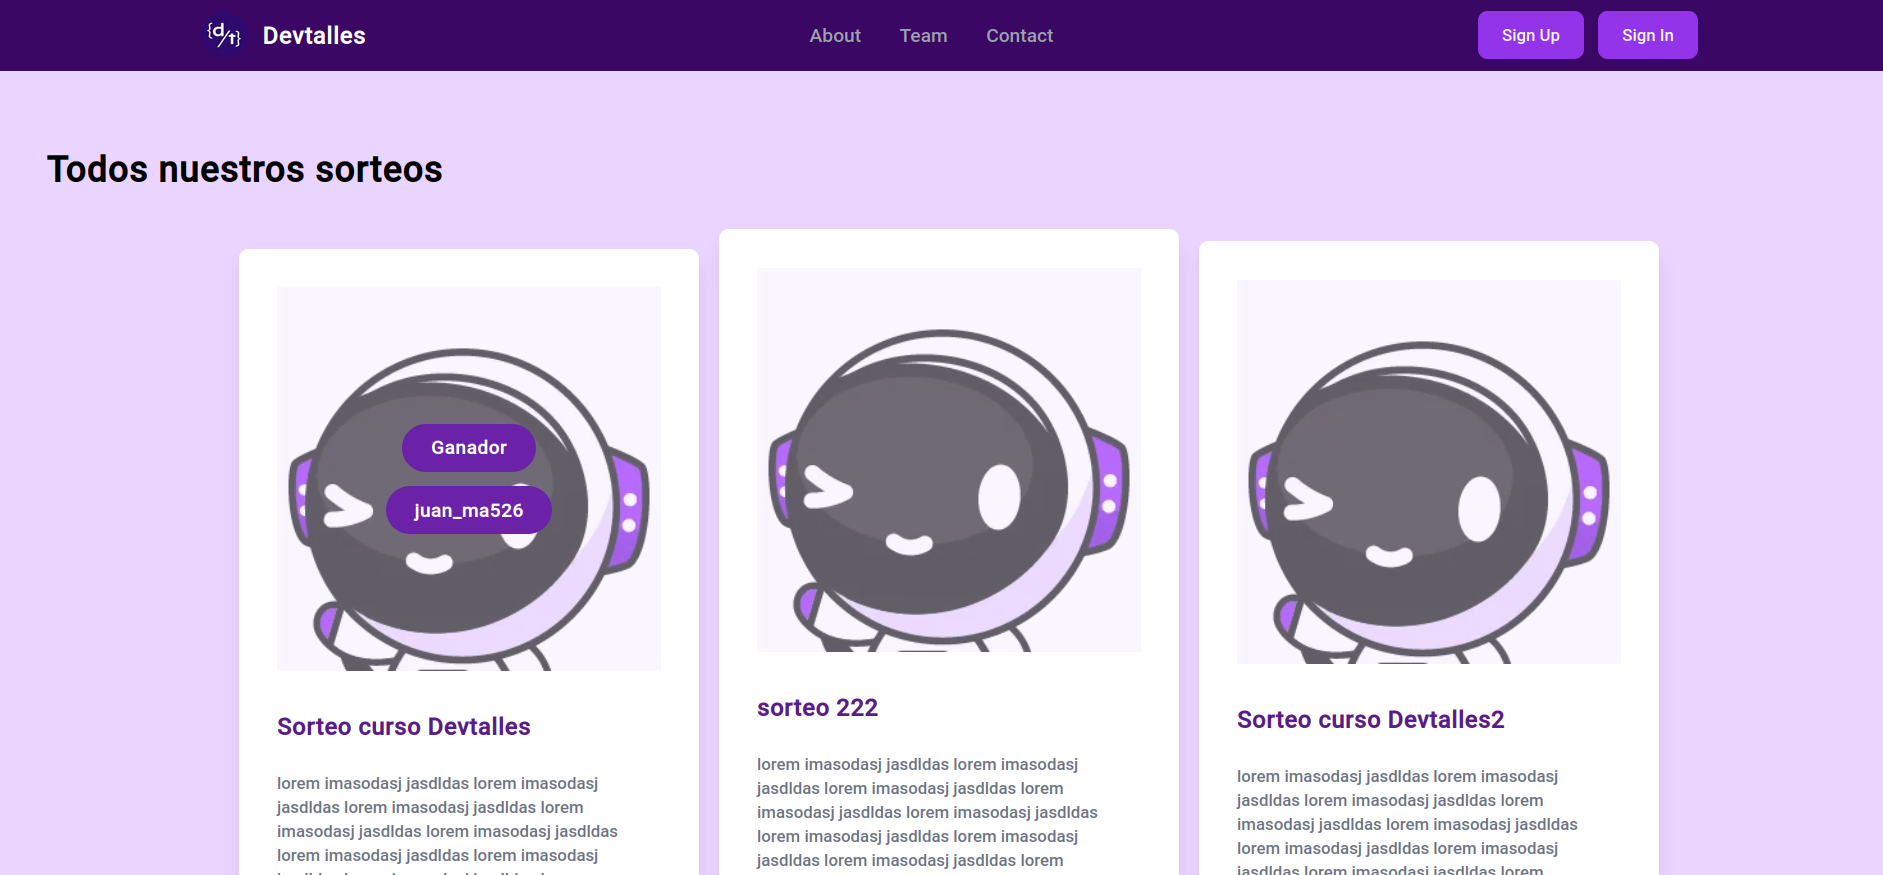 {d/t}
Devtalles
About
Team
Contact
Sign Up
Sign In
Todos nuestros sorteos
Ganador
juan_ma526
Sorteo curso Devtalles
lorem imasodasj jasdldas lorem imasodasj
jasdldas lorem imasodasj jasdldas lorem
imasodasj jasdldas lorem imasodasj jasdldas
lorem imasodasj jasdldas lorem imasodasj
sorteo 222
lorem imasodasj jasdldas lorem imasodasj
jasdldas lorem imasodasj jasdldas lorem
imasodasj jasdldas lorem imasodasj jasdldas
lorem imasodasj jasdldas lorem imasodasj
jasdldas lorem imasodasj jasdldas lorem
Sorteo curso Devtalles2
lorem imasodasj jasdldas lorem imasodasj
jasdldas lorem imasodasj jasdldas lorem
imasodasj jasdldas lorem imasodasj jasdldas
lorem imasodasj jasdldas lorem imasodasj
jasdldas lorem imasodasj jasdldas lorem